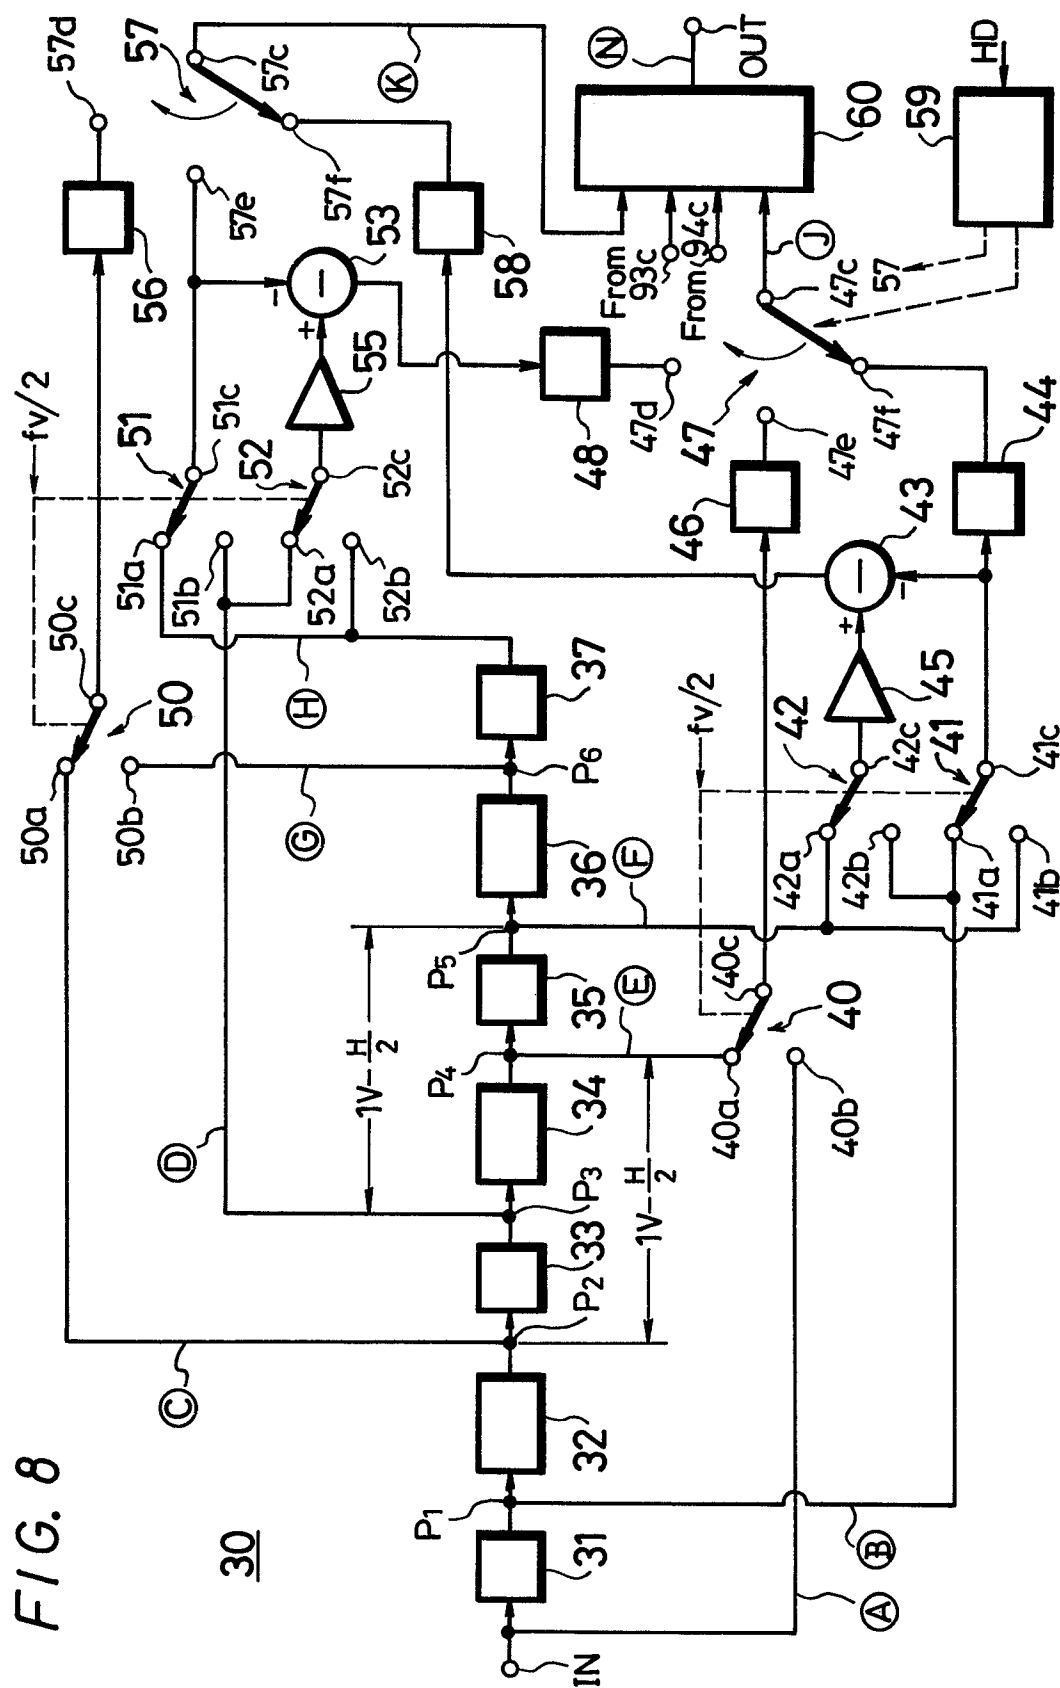 FIG. 8
30
IN
A
B
31
P1
32
C
P2
33
P3
D
34
P4
E
35
P5
F
36
P6
G
37
H
1V-H/2
1V-H/2
50a
50b
50c
50
fv/2
51a
51b
51c
51
52a
52b
52c
52
55
+
−
−
53
56
57d
57e
57f
57c
57
58
K
48
47d
40a
40b
40c
40
fv/2
42a
42b
42c
42
41a
41b
41c
41
45
+
−
−
43
44
46
47e
47f
47c
47
57
J
From
93c
From
94c
60
N
OUT
59
HD